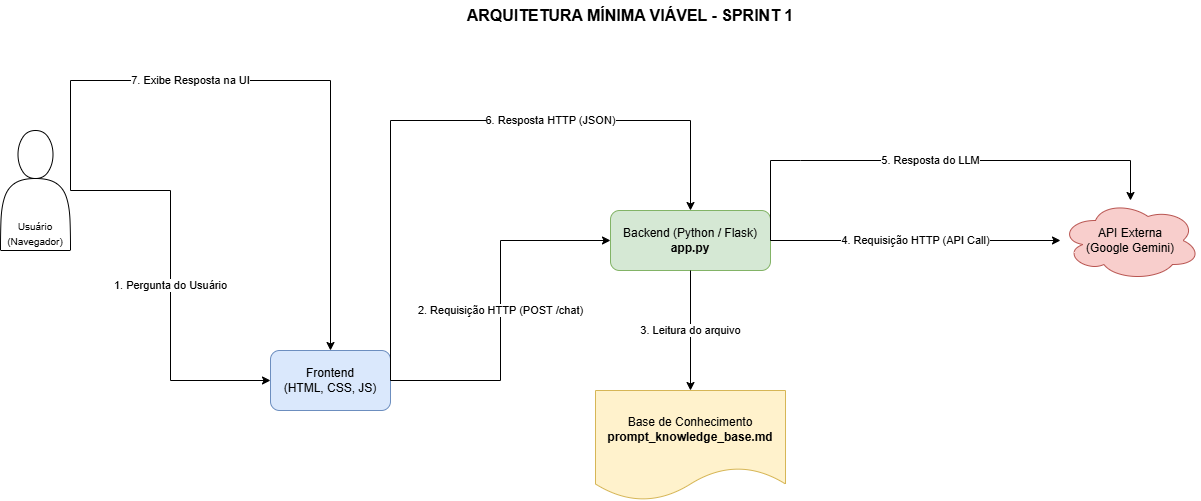 ARQUITETURA MÍNIMA VIÁVEL - SPRINT 1
7. Exibe Resposta na UI
6. Resposta HTTP (JSON)
5. Resposta do LLM
Usuário
(Navegador)
Backend (Python / Flask)
app.py
4. Requisição HTTP (API Call)
API Externa
(Google Gemini)
1. Pergunta do Usuário
2. Requisição HTTP (POST /chat)
3. Leitura do arquivo
Frontend
(HTML, CSS, JS)
Base de Conhecimento
prompt_knowledge_base.md